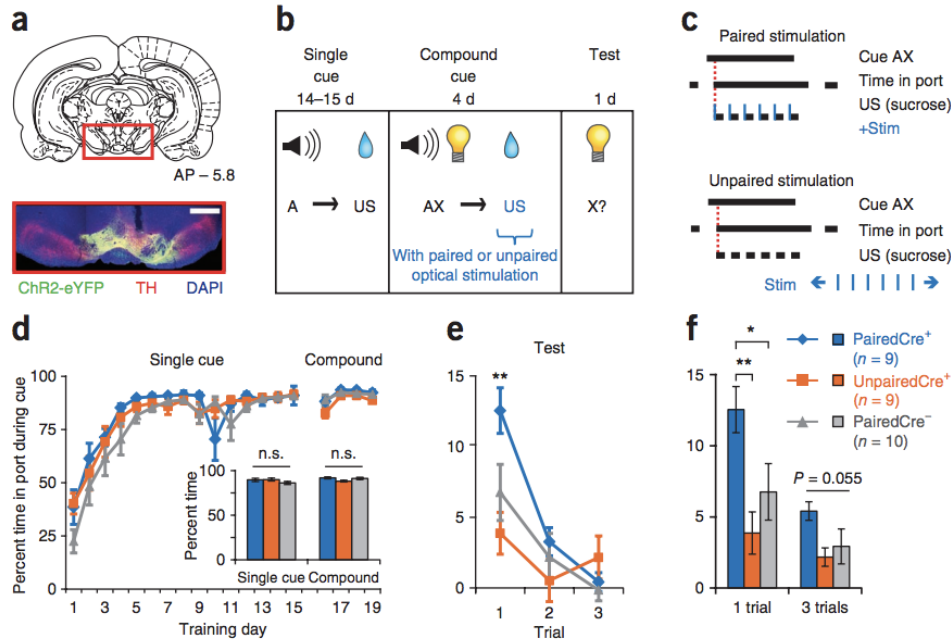 a
AP – 5.8
ChR2-eYFP TH DAPI
b
Single cue 14–15 d
Compound cue 4 d
Test 1 d
A → US
AX → US
X?
With paired or unpaired
optical stimulation
c
Paired stimulation
Cue AX
Time in port
US (sucrose)
+Stim
Unpaired stimulation
Cue AX
Time in port
US (sucrose)
Stim
d
Single cue Compound
Percent time in port during cue
100
75
50
25
0
n.s. n.s.
Percent time
100
50
0
Single cue Compound
1 3 5 7 9 11 13 15 17 19
Training day
e
Test
**
15
10
5
0
1 2 3
Trial
f
*
**
15
10
5
0
P = 0.055
1 trial 3 trials
PairedCre+
(n = 9)
UnpairedCre+
(n = 9)
PairedCre−
(n = 10)